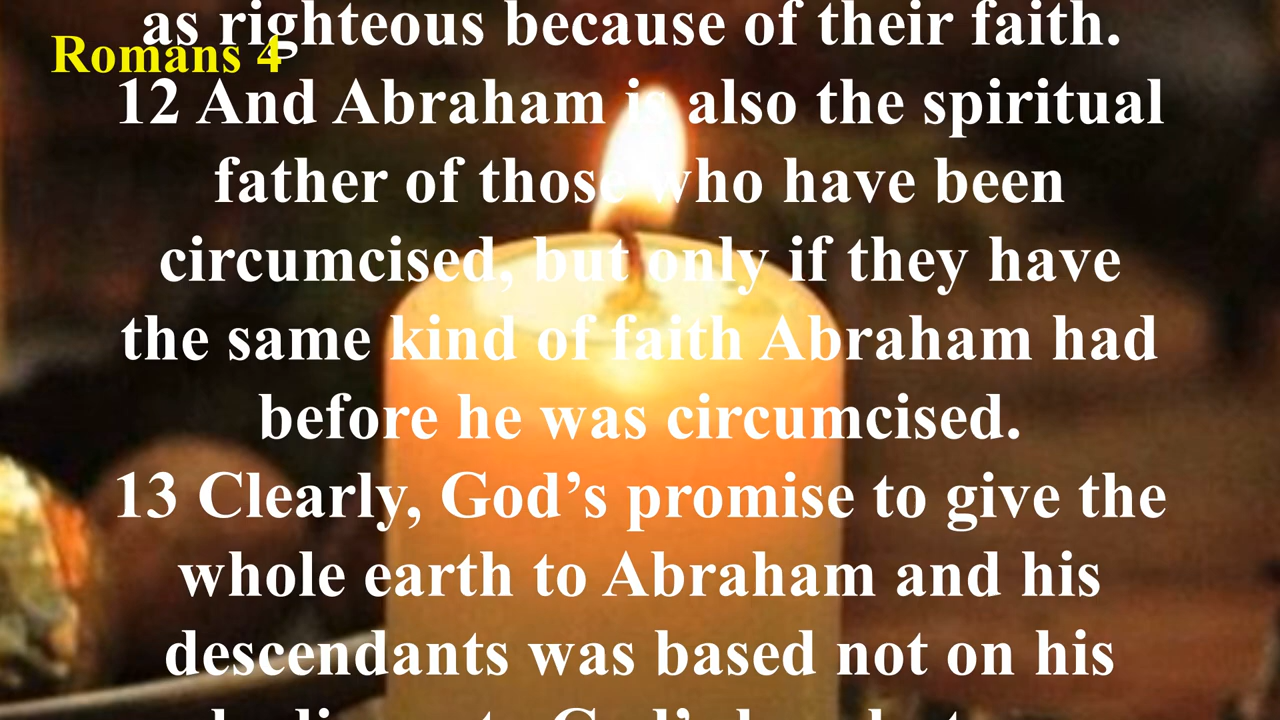 as righteous because of their faith.
Romans 4
12 And Abraham is also the spiritual
father of those who have been
circumcised, but only if they have
the same kind of faith Abraham had
before he was circumcised.
13 Clearly, God’s promise to give the
whole earth to Abraham and his
descendants was based not on his